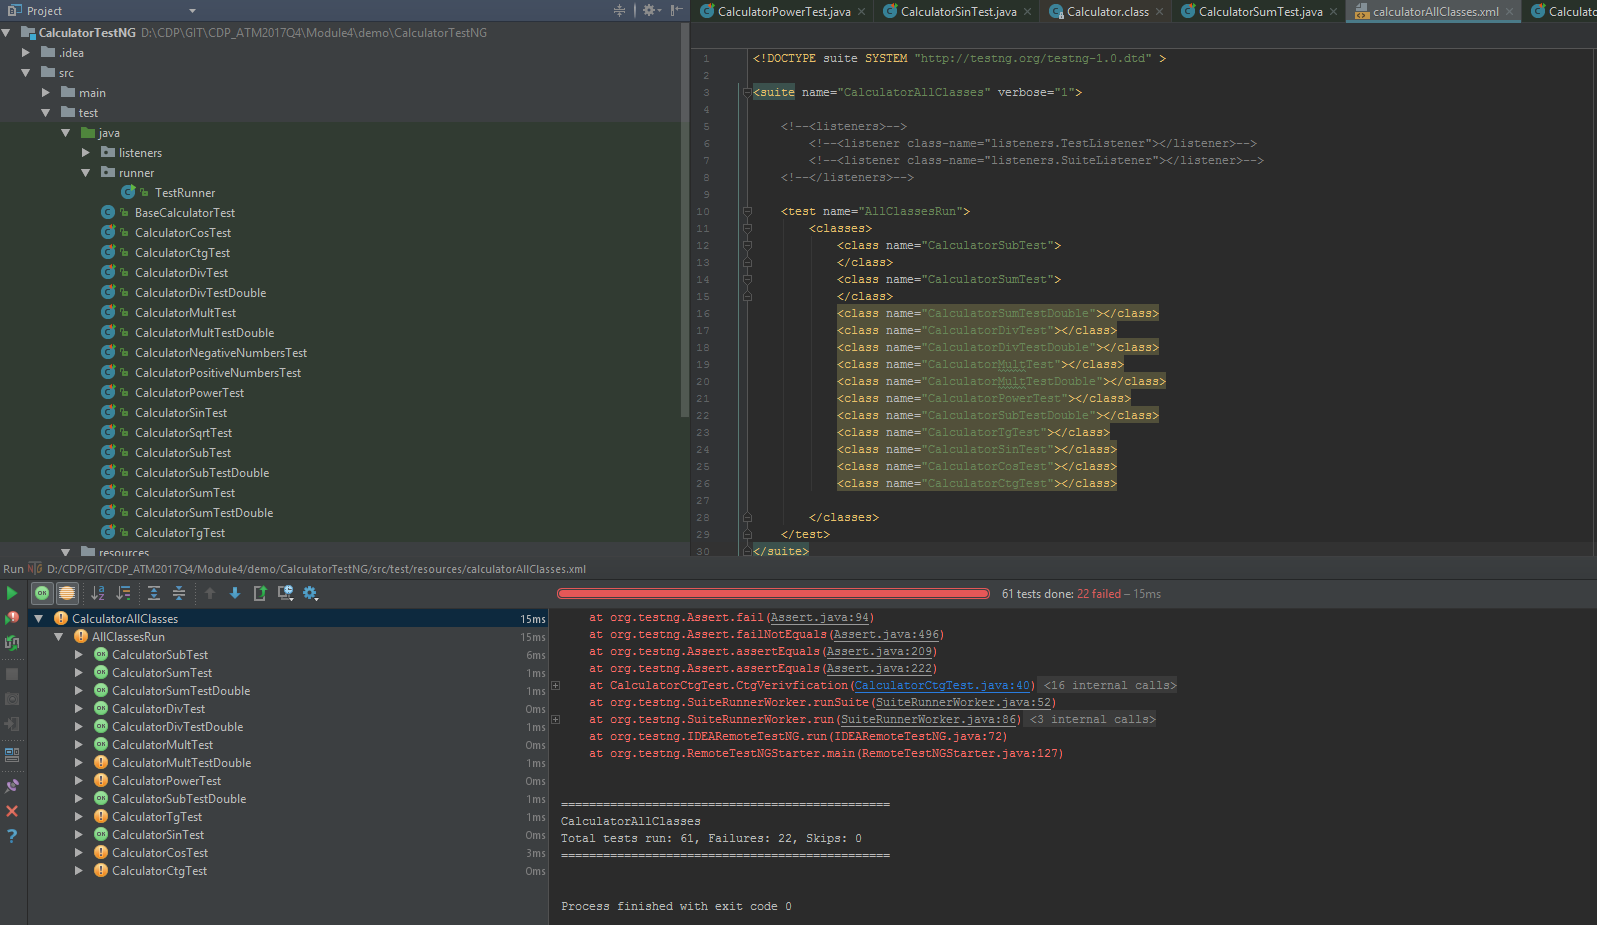 Project
CalculatorTestNG D:\CDP\GIT\CDP_ATM2017Q4\Module4\demo\CalculatorTestNG
.idea
src
main
test
java
listeners
runner
TestRunner
BaseCalculatorTest
CalculatorCosTest
CalculatorCtgTest
CalculatorDivTest
CalculatorDivTestDouble
CalculatorMultTest
CalculatorMultTestDouble
CalculatorNegativeNumbersTest
CalculatorPositiveNumbersTest
CalculatorPowerTest
CalculatorSinTest
CalculatorSqrtTest
CalculatorSubTest
CalculatorSubTestDouble
CalculatorSumTest
CalculatorSumTestDouble
CalculatorTgTest
resources
CalculatorPowerTest.java CalculatorSinTest.java Calculator.class CalculatorSumTest.java calculatorAllClasses.xml Calculato
1 <!DOCTYPE suite SYSTEM "http://testng.org/testng-1.0.dtd" >
2
3 <suite name="CalculatorAllClasses" verbose="1">
4
5 <!--<listeners>-->
6 <!--<listener class-name="listeners.TestListener"></listener>-->
7 <!--<listener class-name="listeners.SuiteListener"></listener>-->
8 <!--</listeners>-->
9
10 <test name="AllClassesRun">
11 <classes>
12 <class name="CalculatorSubTest">
13 </class>
14 <class name="CalculatorSumTest">
15 </class>
16 <class name="CalculatorSumTestDouble"></class>
17 <class name="CalculatorDivTest"></class>
18 <class name="CalculatorDivTestDouble"></class>
19 <class name="CalculatorMultTest"></class>
20 <class name="CalculatorMultTestDouble"></class>
21 <class name="CalculatorPowerTest"></class>
22 <class name="CalculatorSubTestDouble"></class>
23 <class name="CalculatorTgTest"></class>
24 <class name="CalculatorSinTest"></class>
25 <class name="CalculatorCosTest"></class>
26 <class name="CalculatorCtgTest"></class>
27
28 </classes>
29 </test>
30 </suite>
Run D:/CDP/GIT/CDP_ATM2017Q4/Module4/demo/CalculatorTestNG/src/test/resources/calculatorAllClasses.xml
61 tests done: 22 failed – 15ms
CalculatorAllClasses 15ms
AllClassesRun 15ms
CalculatorSubTest 6ms
CalculatorSumTest 1ms
CalculatorSumTestDouble 1ms
CalculatorDivTest 0ms
CalculatorDivTestDouble 1ms
CalculatorMultTest 0ms
CalculatorMultTestDouble 1ms
CalculatorPowerTest 0ms
CalculatorSubTestDouble 1ms
CalculatorTgTest 1ms
CalculatorSinTest 0ms
CalculatorCosTest 3ms
CalculatorCtgTest 0ms
at org.testng.Assert.fail(Assert.java:94)
at org.testng.Assert.failNotEquals(Assert.java:496)
at org.testng.Assert.assertEquals(Assert.java:209)
at org.testng.Assert.assertEquals(Assert.java:222)
at CalculatorCtgTest.CtgVerivfication(CalculatorCtgTest.java:40) <16 internal calls>
at org.testng.SuiteRunnerWorker.runSuite(SuiteRunnerWorker.java:52)
at org.testng.SuiteRunnerWorker.run(SuiteRunnerWorker.java:86) <3 internal calls>
at org.testng.IDEARemoteTestNG.run(IDEARemoteTestNG.java:72)
at org.testng.RemoteTestNGStarter.main(RemoteTestNGStarter.java:127)
===============================================
CalculatorAllClasses
Total tests run: 61, Failures: 22, Skips: 0
===============================================
Process finished with exit code 0